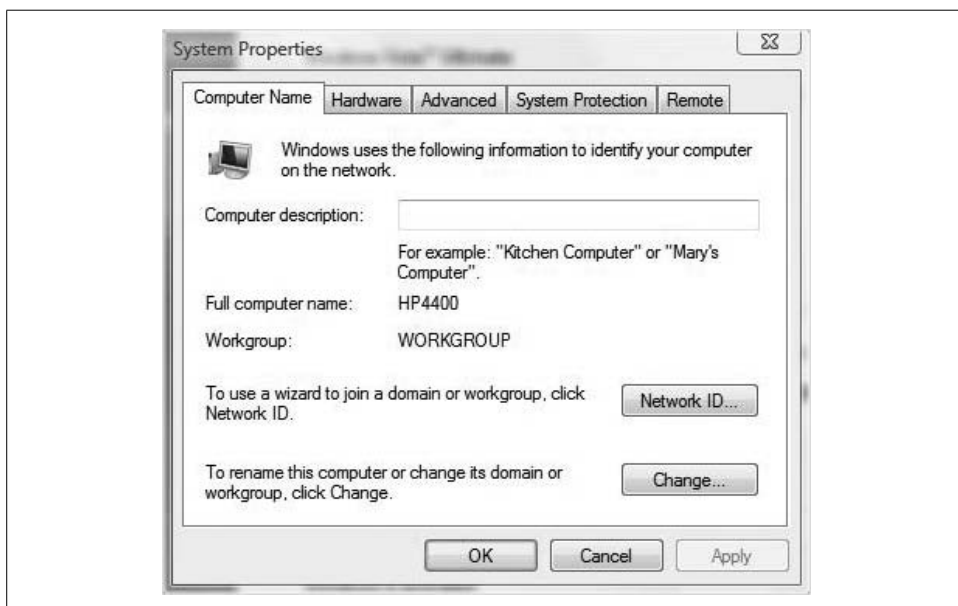 System Properties
Computer Name
Hardware
Advanced
System Protection
Remote
Windows uses the following information to identify your computer
on the network.
Computer description:
For example: "Kitchen Computer" or "Mary's
Computer".
Full computer name:
HP4400
Workgroup:
WORKGROUP
To use a wizard to join a domain or workgroup, click
Network ID.
Network ID...
To rename this computer or change its domain or
workgroup, click Change.
Change...
OK
Cancel
Apply